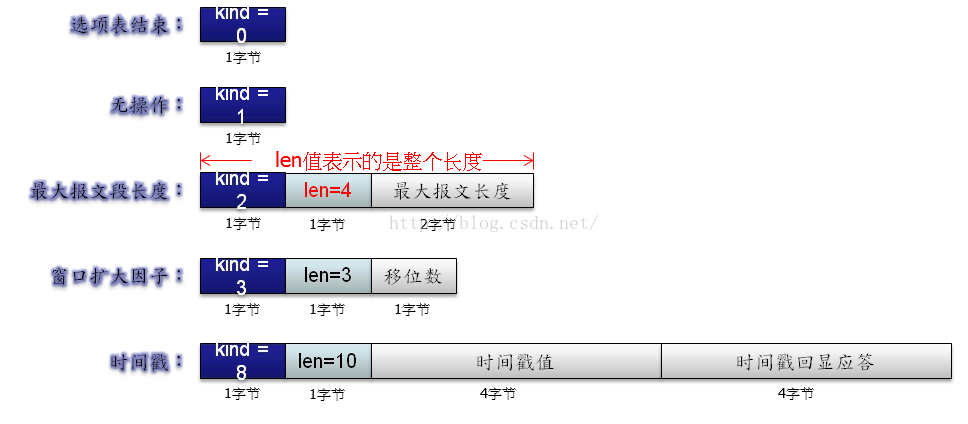 选项表结束：
kind =
0
1字节
无操作：
kind =
1
1字节
len值表示的是整个长度
最大报文段长度：
kind =
2
len=4
最大报文长度
http://blog.csdn.net/
1字节
1字节
2字节
窗口扩大因子：
kind =
3
len=3
移位数
1字节
1字节
1字节
时间戳：
kind =
8
len=10
时间戳值
时间戳回显应答
1字节
1字节
4字节
4字节